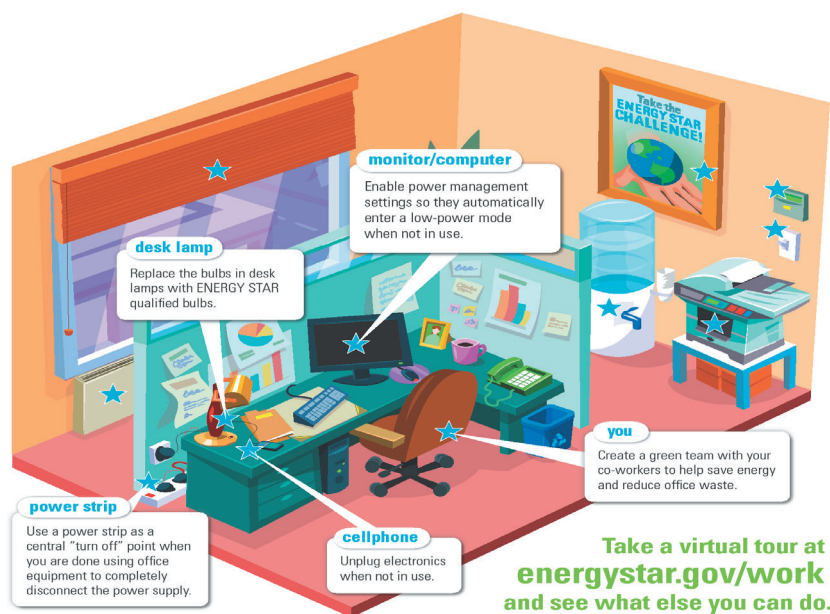 Take the
ENERGY STAR
CHALLENGE!
monitor/computer
Enable power management
settings so they automatically
enter a low-power mode
when not in use.
desk lamp
Replace the bulbs in desk
lamps with ENERGY STAR
qualified bulbs.
you
Create a green team with your
co-workers to help save energy
and reduce office waste.
power strip
Use a power strip as a
central "turn off" point when
you are done using office
equipment to completely
disconnect the power supply.
cellphone
Unplug electronics
when not in use.
Take a virtual tour at
energystar.gov/work
and see what else you can do.